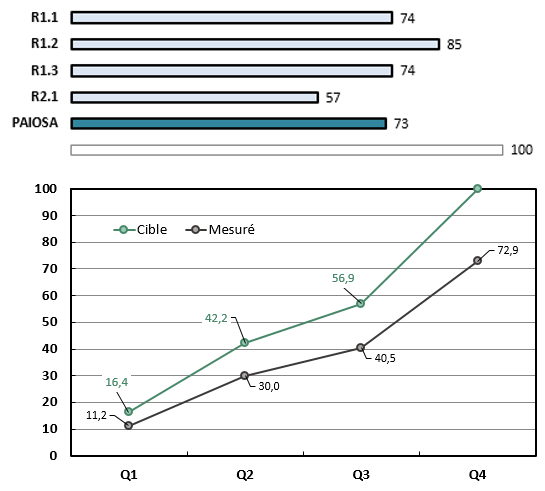 R1.1 74
R1.2 85
R1.3 74
R2.1 57
PAIOSA 73
100
100
90
Cible Mesuré
80
72,9
70
60
56,9
50
42,2
40
40,5
30
30,0
20
16,4
10
11,2
0
Q1 Q2 Q3 Q4